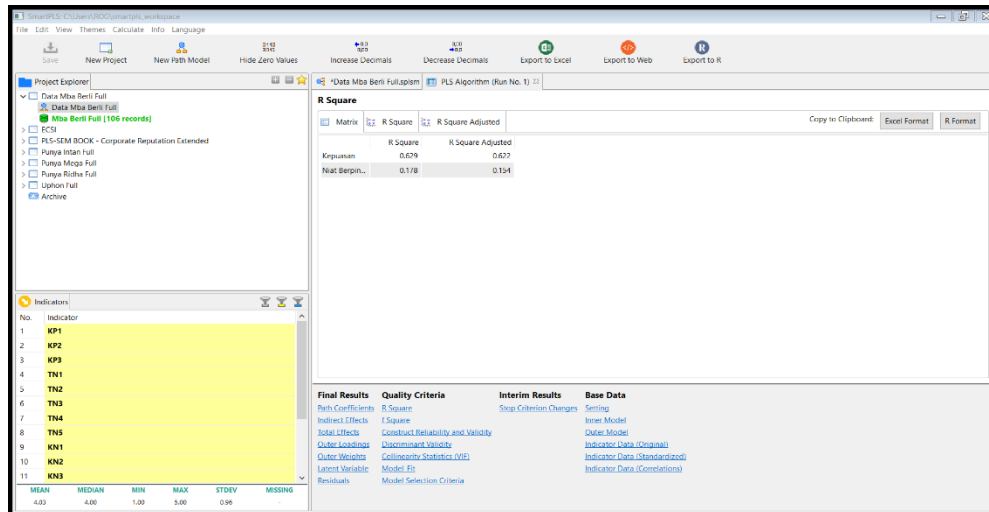 SmartPLS: C:\Users\ROG\smartpls_workspace
File Edit View Themes Calculate Info Language
Save New Project New Path Model Hide Zero Values Increase Decimals Decrease Decimals Export to Excel Export to Web Export to R
Project Explorer
Data Mba Berli Full
Data Mba Berli Full
Mba Berli Full [106 records]
ECSI
PLS-SEM BOOK - Corporate Reputation Extended
Punya Intan Full
Punya Mega Full
Punya Ridha Full
Uphon Full
Archive
Indicators
No. Indicator
1 KP1
2 KP2
3 KP3
4 TN1
5 TN2
6 TN3
7 TN4
8 TN5
9 KN1
10 KN2
11 KN3
MEAN MEDIAN MIN MAX STDEV MISSING
4.03 4.00 1.00 5.00 0.96 -
*Data Mba Berli Full.splsm PLS Algorithm (Run No. 1)
R Square
Matrix R Square R Square Adjusted Copy to Clipboard: Excel Format R Format
R Square R Square Adjusted
Kepuasan 0.629 0.622
Niat Berpin... 0.178 0.154
Final Results Quality Criteria Interim Results Base Data
Path Coefficients R Square Stop Criterion Changes Setting
Indirect Effects f Square Inner Model
Total Effects Construct Reliability and Validity Outer Model
Outer Loadings Discriminant Validity Indicator Data (Original)
Outer Weights Collinearity Statistics (VIF) Indicator Data (Standardized)
Latent Variable Model Fit Indicator Data (Correlations)
Residuals Model Selection Criteria